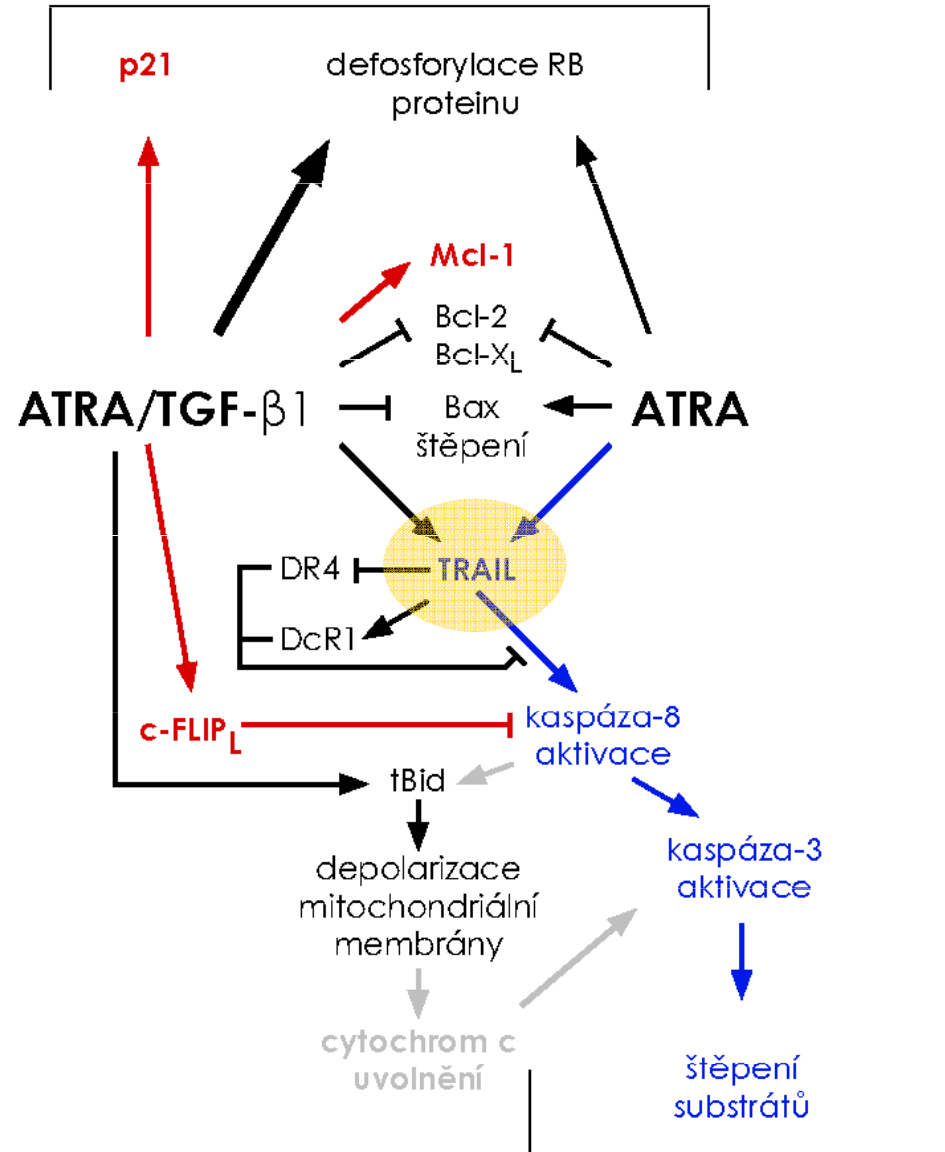 p21
defosforylace RB
proteinu
Mcl-1
Bcl-2
Bcl-XL
ATRA/TGF-β1
Bax
štěpení
ATRA
DR4
TRAIL
DcR1
c-FLIPL
kaspáza-8
aktivace
tBid
kaspáza-3
aktivace
depolarizace
mitochondriální
membrány
cytochrom c
uvolnění
štěpení
substrátů